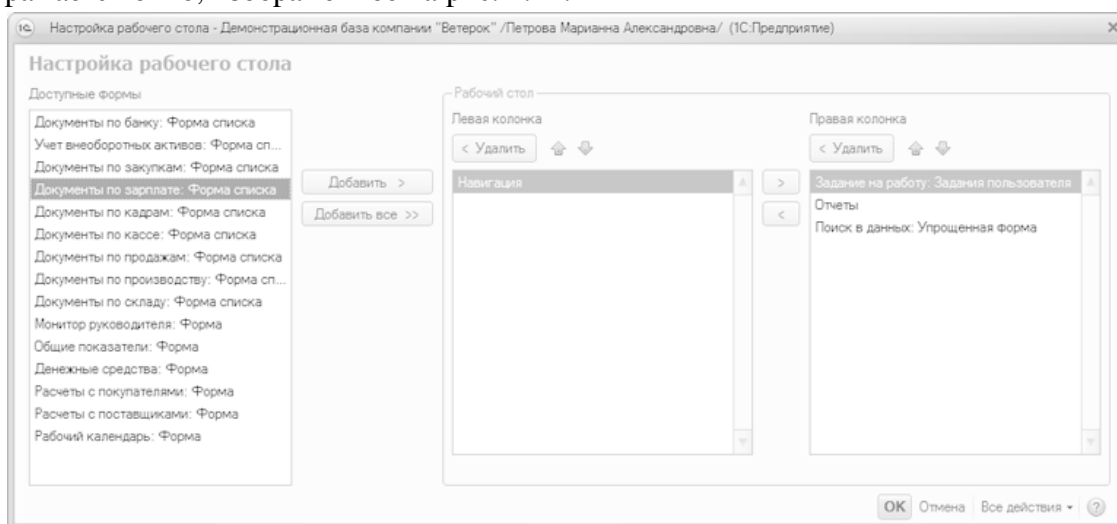 Настройка рабочего стола - Демонстрационная база компании "Ветерок" /Петрова Марианна Александровна/ (1С:Предприятие)
Настройка рабочего стола
Доступные формы
Документы по банку: Форма списка
Учет внеоборотных активов: Форма сп...
Документы по закупкам: Форма списка
Документы по зарплате: Форма списка
Документы по кадрам: Форма списка
Документы по кассе: Форма списка
Документы по продажам: Форма списка
Документы по производству: Форма сп...
Документы по складу: Форма списка
Монитор руководителя: Форма
Общие показатели: Форма
Денежные средства: Форма
Расчеты с покупателями: Форма
Расчеты с поставщиками: Форма
Рабочий календарь: Форма
Добавить >
Добавить все >>
Рабочий стол
Левая колонка
< Удалить
Навигация
>
<
Правая колонка
< Удалить
Задание на работу: Задания пользователя
Отчеты
Поиск в данных: Упрощенная форма
ОК Отмена Все действия ?